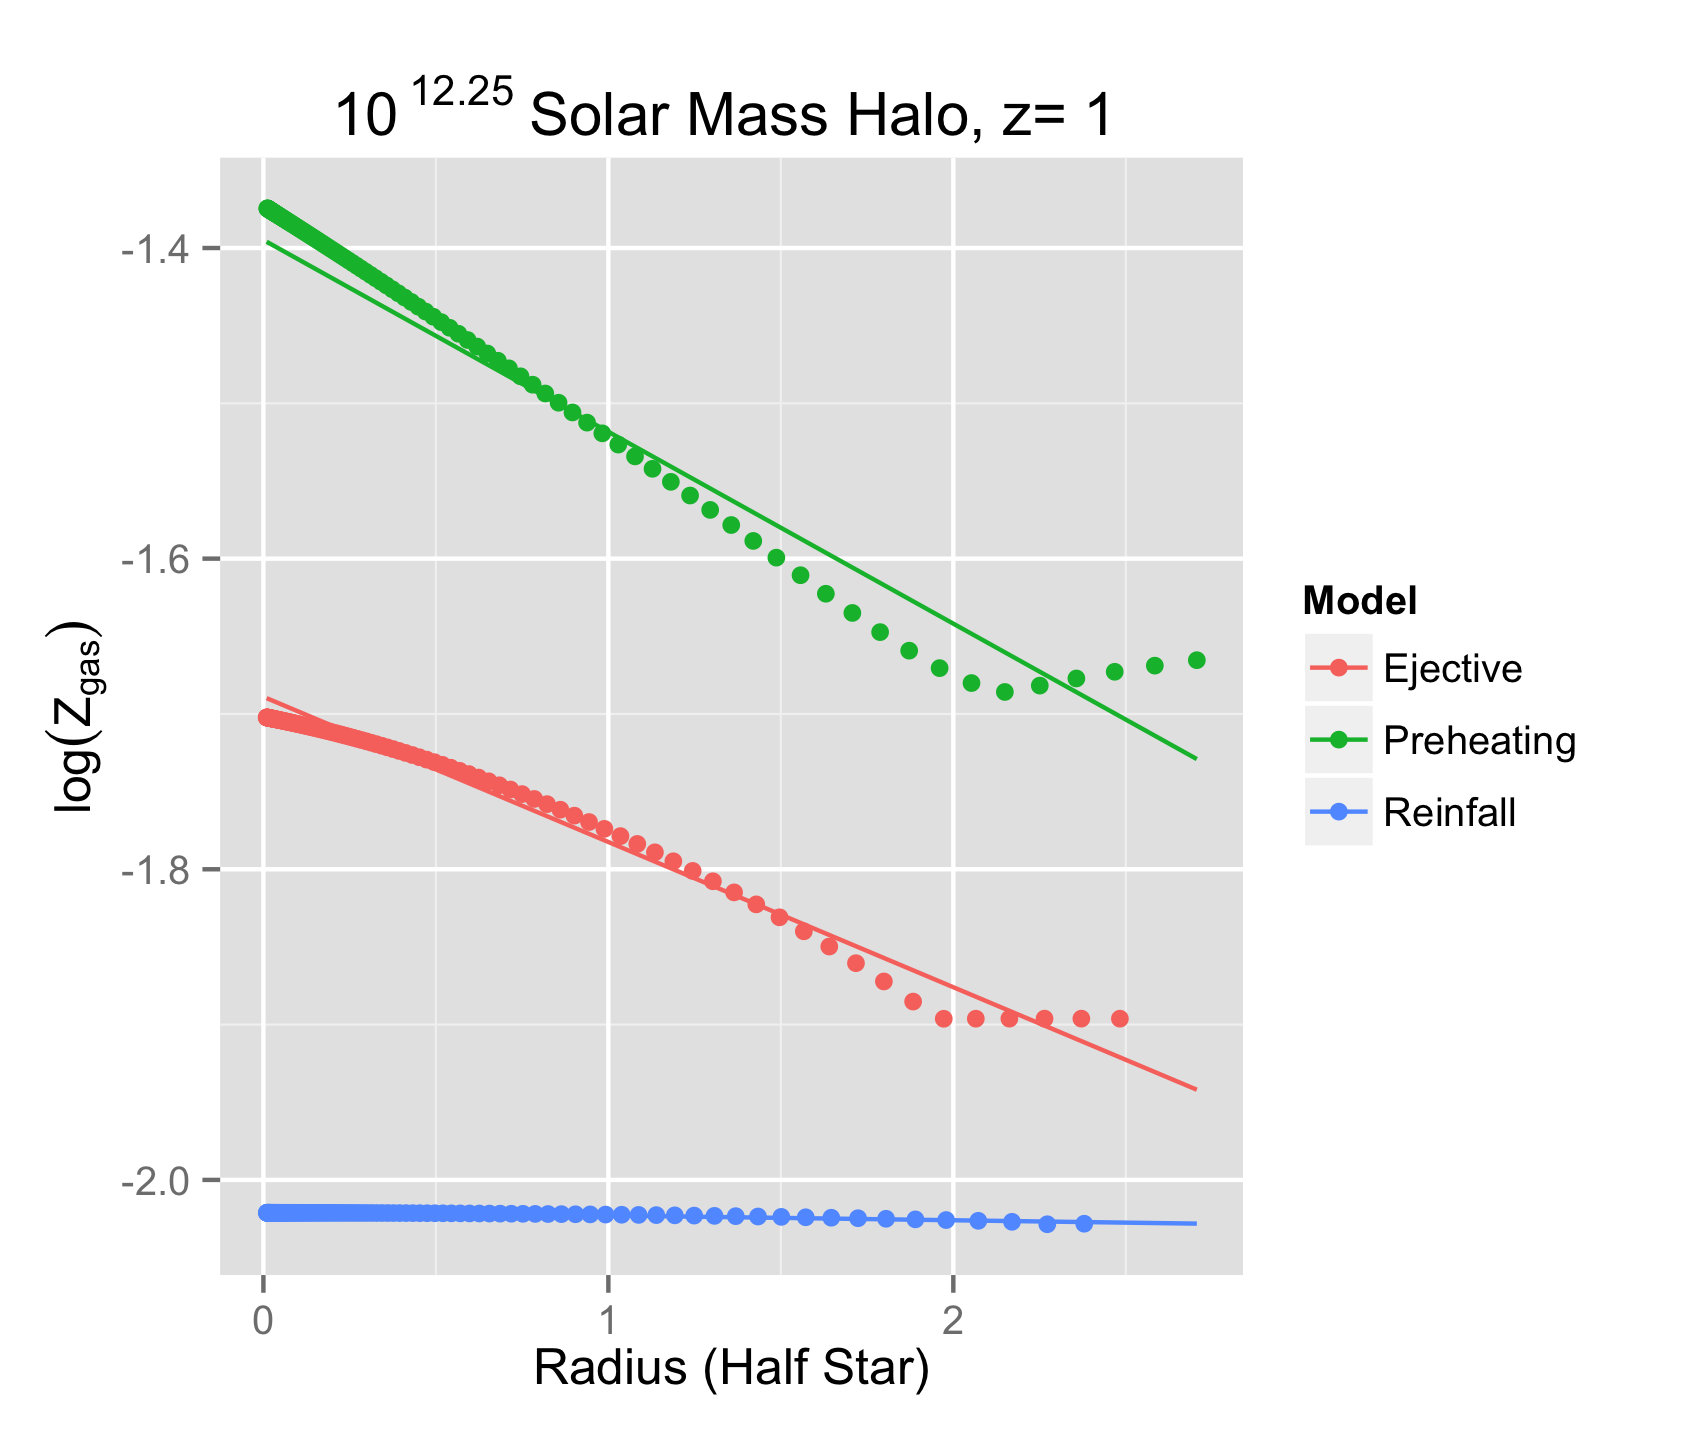 10 12.25 Solar Mass Halo, z= 1
-1.4
-1.6
-1.8
-2.0
log(Zgas)
0 1 2
Radius (Half Star)
Model
Ejective
Preheating
Reinfall